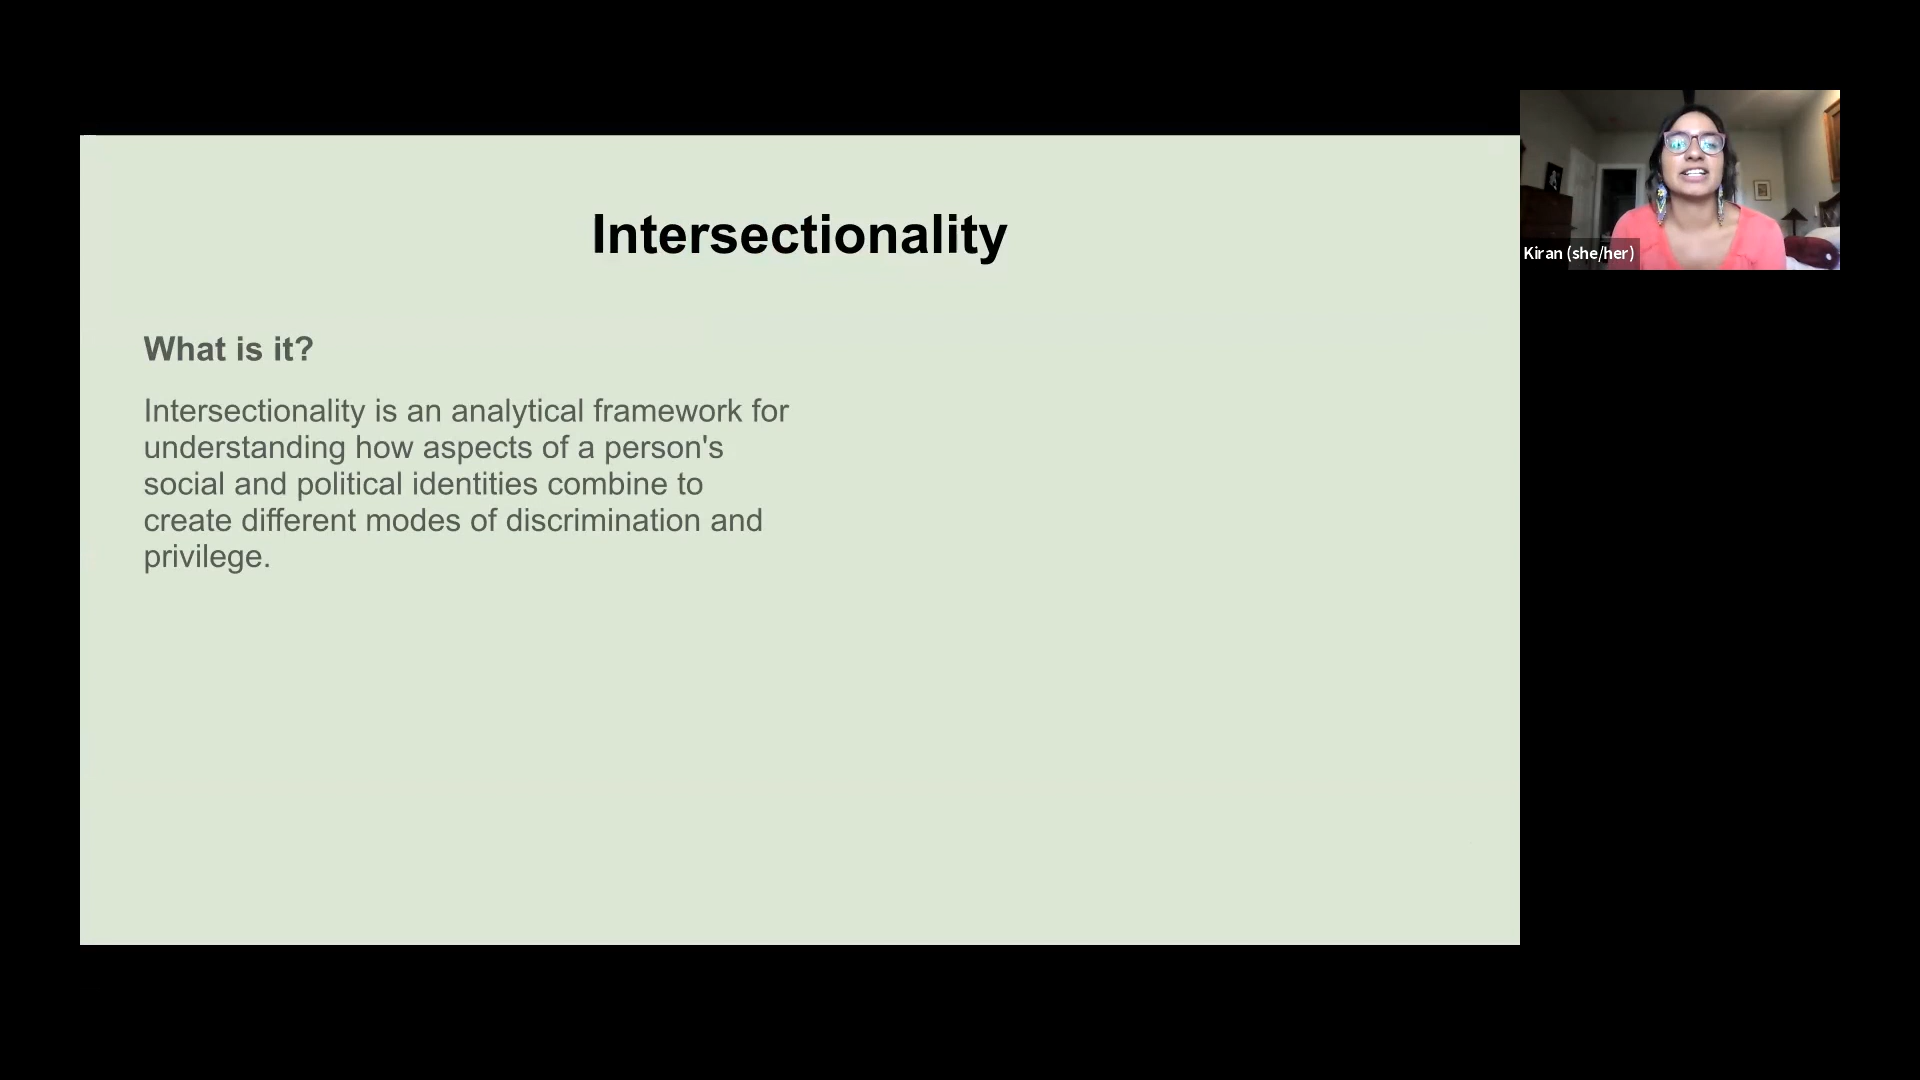 Intersectionality
What is it?
Intersectionality is an analytical framework for
understanding how aspects of a person's
social and political identities combine to
create different modes of discrimination and
privilege.
Kiran (she/her)